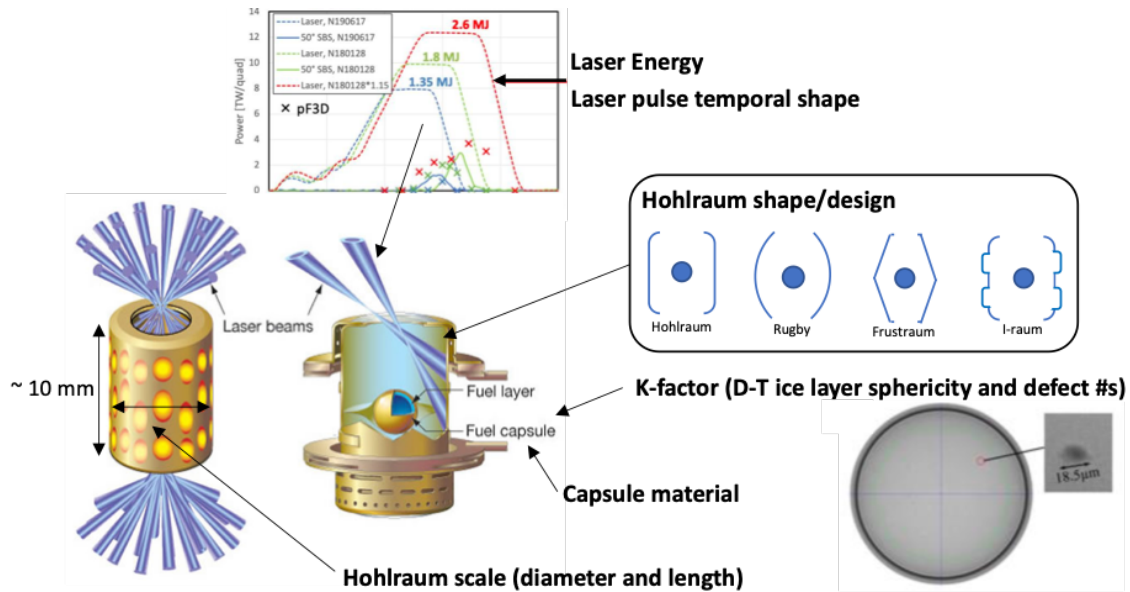 14
12
10
8
6
4
2
0
Power [TW/quad]
Laser, N190617
50° SBS, N190617
Laser, N180128
50° SBS, N180128
Laser, N180128*1.15
pF3D
2.6 MJ
1.8 MJ
1.35 MJ
Laser Energy
Laser pulse temporal shape
Hohlraum shape/design
Hohlraum
Rugby
Frustraum
I-raum
Laser beams
~ 10 mm
Fuel layer
Fuel capsule
K-factor (D-T ice layer sphericity and defect #s)
18.5µm
Capsule material
Hohlraum scale (diameter and length)